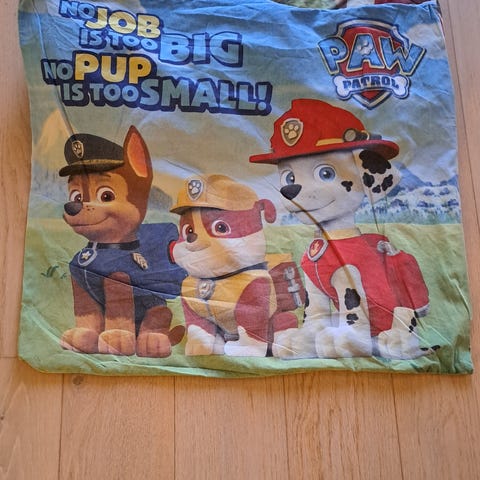 NO JOB
IS TOO BIG
NO PUP
IS TOO SMALL!
PAW
PATROL